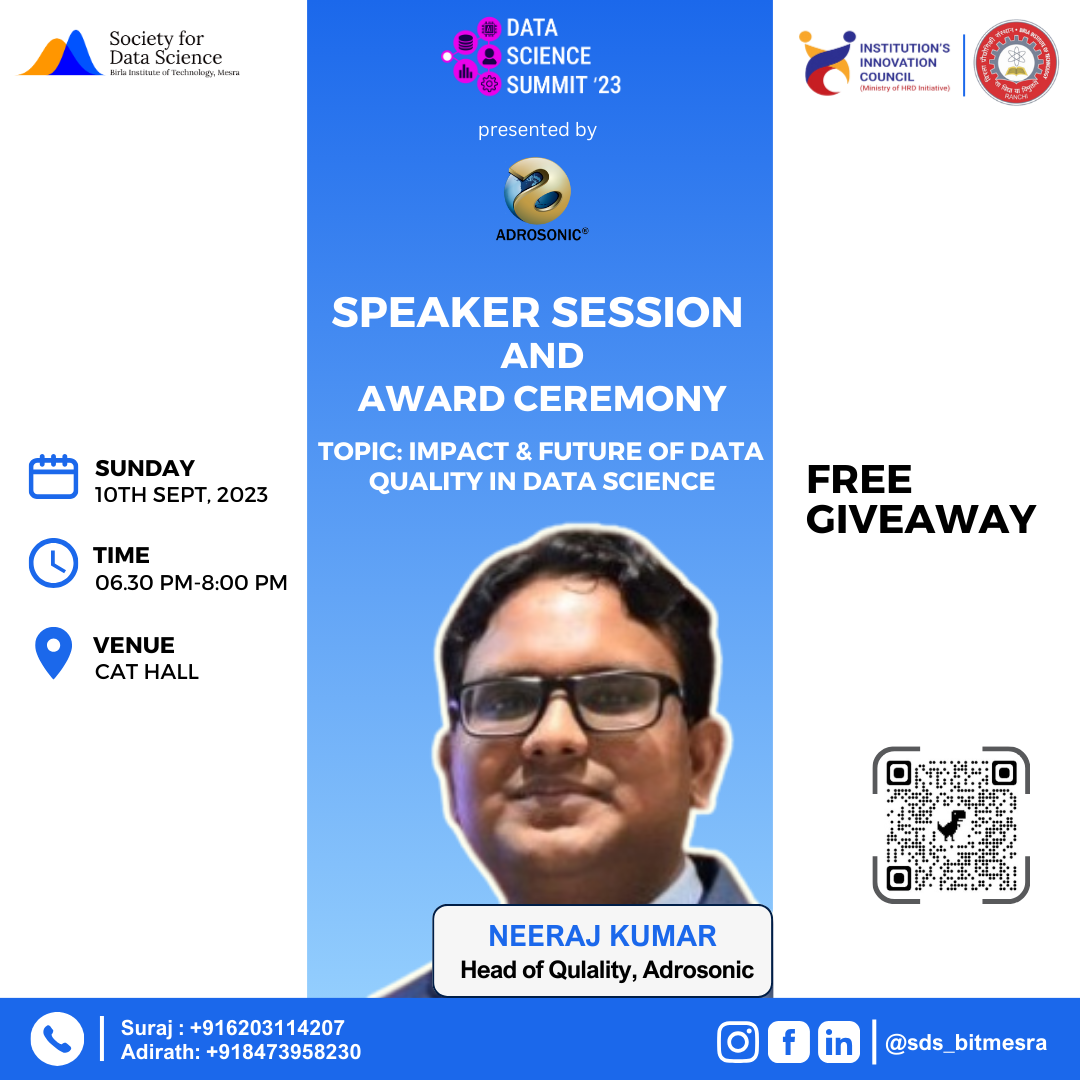 Society for
Data Science
Birla Institute of Technology, Mesra
DATA
SCIENCE
SUMMIT ‘23
INSTITUTION'S
INNOVATION
COUNCIL
(Ministry of HRD Initiative)
RANCHI
presented by
ADROSONIC®
SPEAKER SESSION
AND
AWARD CEREMONY
TOPIC: IMPACT & FUTURE OF DATA
QUALITY IN DATA SCIENCE
SUNDAY
10TH SEPT, 2023
TIME
06.30 PM-8:00 PM
VENUE
CAT HALL
FREE
GIVEAWAY
NEERAJ KUMAR
Head of Qulality, Adrosonic
Suraj : +916203114207
Adirath: +918473958230
@sds_bitmesra